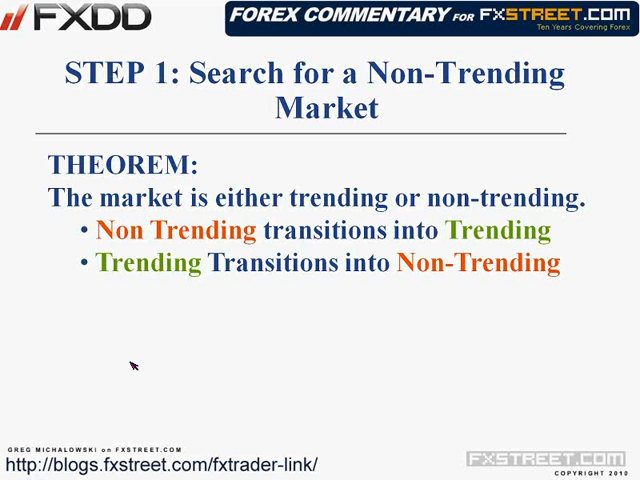 FXDD
FOREX COMMENTARY FOR FXSTREET.COM
Ten Years Covering Forex
STEP 1: Search for a Non-Trending
Market
THEOREM:
The market is either trending or non-trending.
• Non Trending transitions into Trending
• Trending Transitions into Non-Trending
GREG MICHALOWSKI on FXSTREET.COM
http://blogs.fxstreet.com/fxtrader-link/
FXSTREET.COM
COPYRIGHT 2010